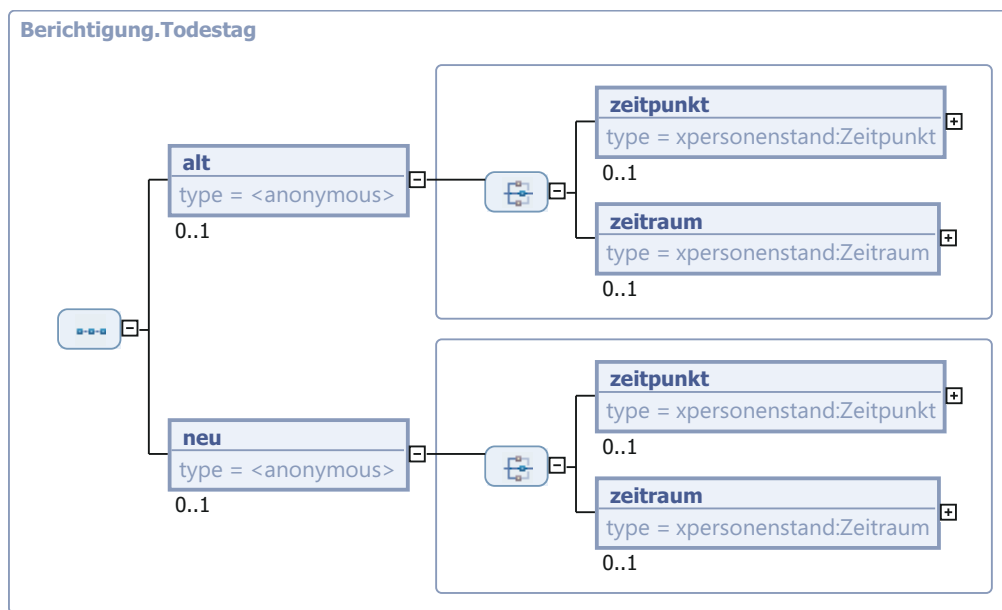 Berichtigung.Todestag
zeitpunkt
type = xpersonenstand:Zeitpunkt
0..1
alt
type = <anonymous>
0..1
zeitraum
type = xpersonenstand:Zeitraum
0..1
zeitpunkt
type = xpersonenstand:Zeitpunkt
0..1
neu
type = <anonymous>
0..1
zeitraum
type = xpersonenstand:Zeitraum
0..1